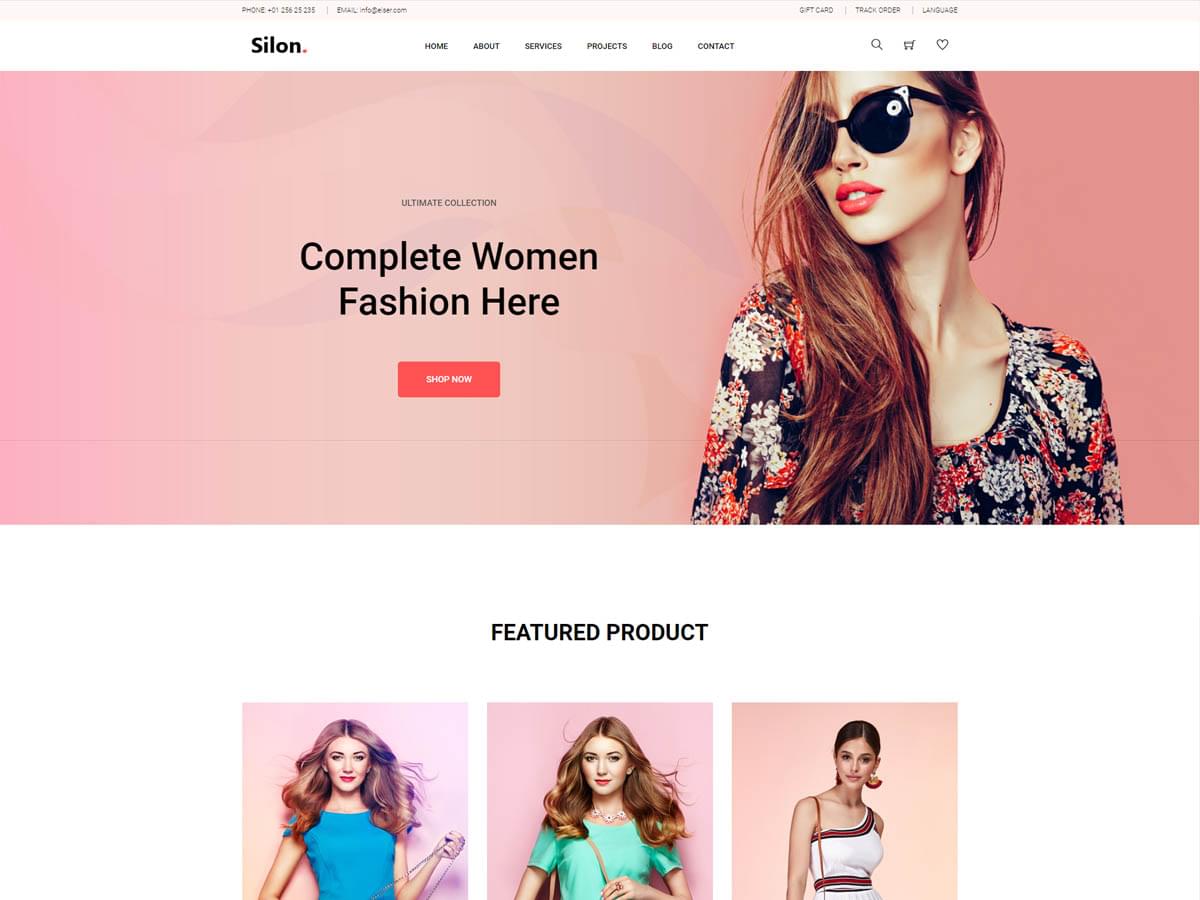 PHONE: +01 256 25 235
EMAIL: info@elser.com
GIFT CARD
TRACK ORDER
LANGUAGE
Silon.
HOME
ABOUT
SERVICES
PROJECTS
BLOG
CONTACT
ULTIMATE COLLECTION
Complete Women
Fashion Here
SHOP NOW
FEATURED PRODUCT